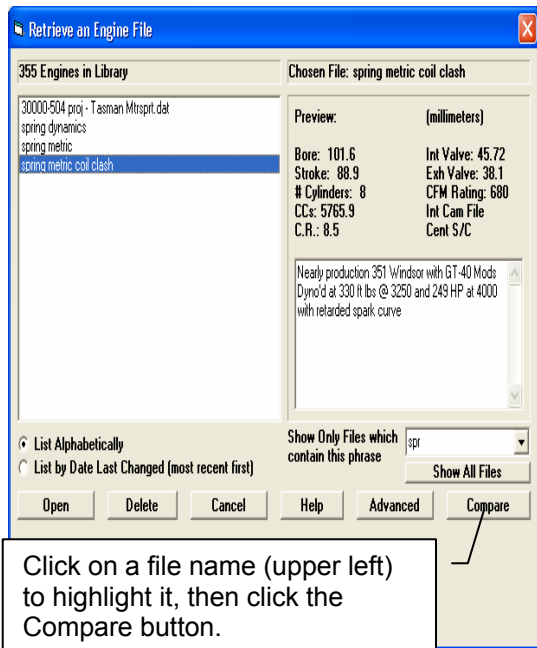 Retrieve an Engine File
355 Engines in Library
30000-504 proj - Tasman Mtrsprt.dat
spring dynamics
spring metric
spring metric coil clash
Chosen File: spring metric coil clash
Preview: (millimeters)
Bore: 101.6 Int Valve: 45.72
Stroke: 88.9 Exh Valve: 38.1
# Cylinders: 8 CFM Rating: 680
CCs: 5765.9 Int Cam File
C.R.: 8.5 Cent S/C
Nearly production 351 Windsor with GT-40 Mods
Dyno'd at 330 ft lbs @ 3250 and 249 HP at 4000
with retarded spark curve
List Alphabetically
List by Date Last Changed (most recent first)
Show Only Files which
contain this phrase
spr
Show All Files
Open Delete Cancel Help Advanced Compare
Click on a file name (upper left)
to highlight it, then click the
Compare button.